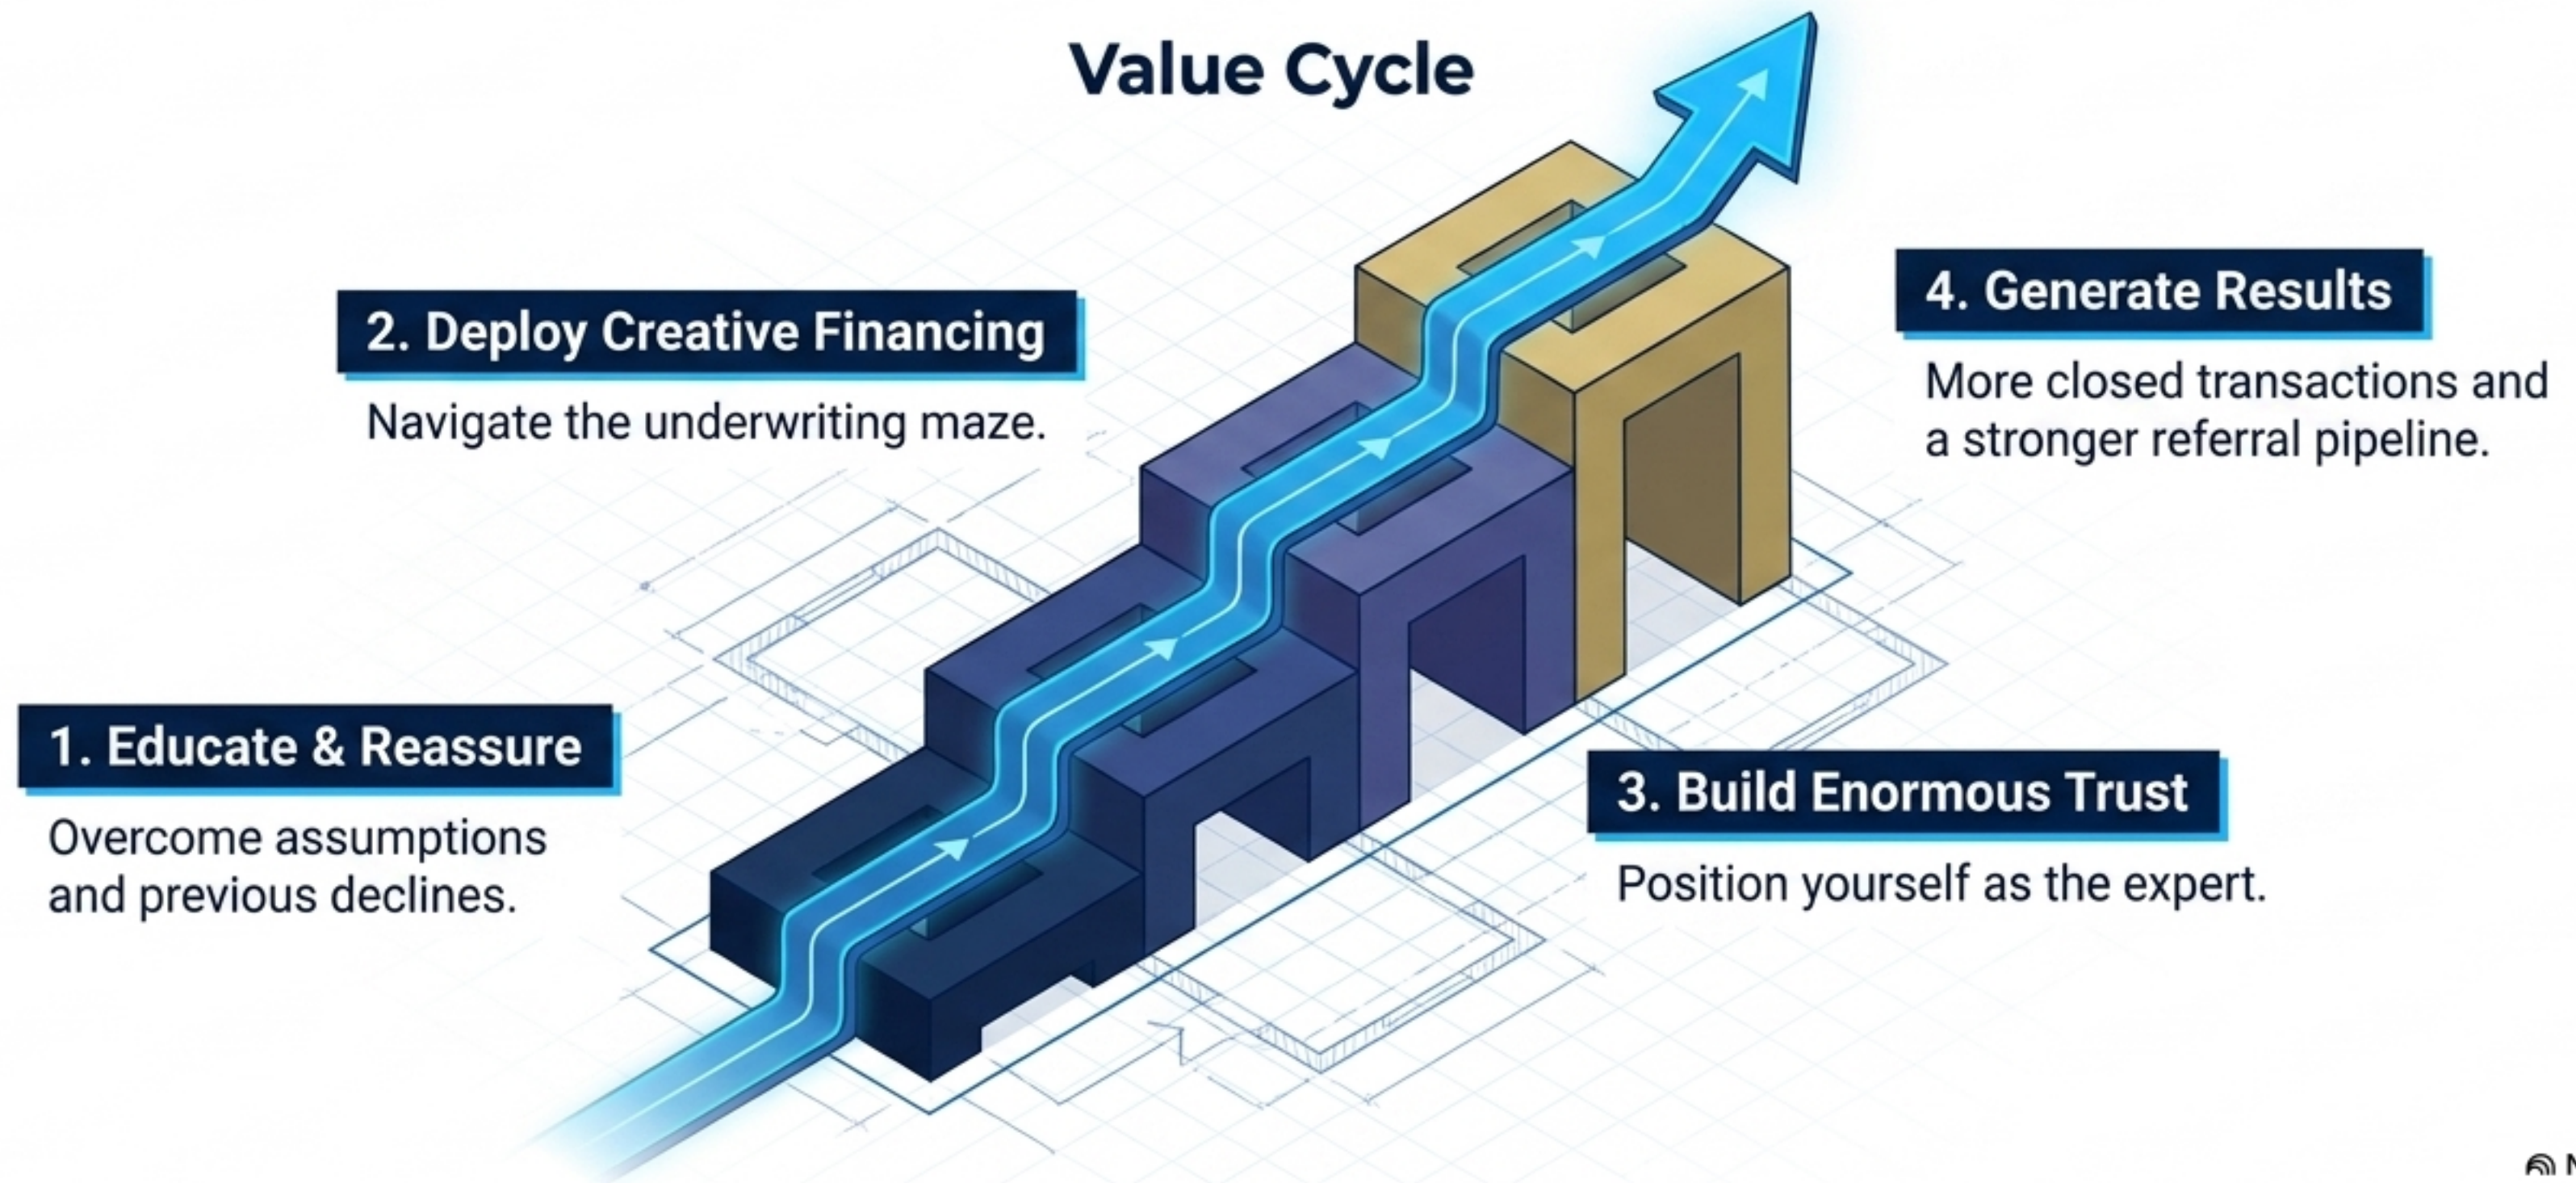 Value Cycle
1. Educate & Reassure
Overcome assumptions
and previous declines.
2. Deploy Creative Financing
Navigate the underwriting maze.
3. Build Enormous Trust
Position yourself as the expert.
4. Generate Results
More closed transactions and
a stronger referral pipeline.